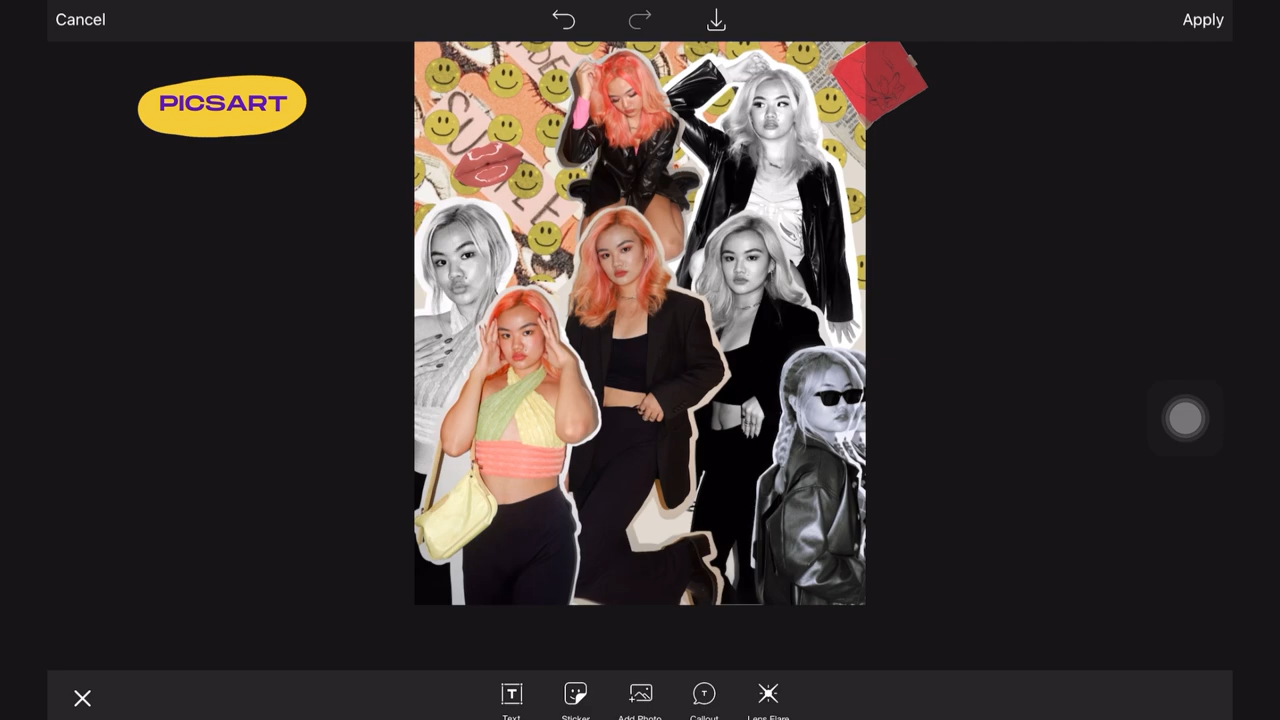 Cancel
Apply
PICSART
Text
Sticker
Add Photo
Callout
T
Lens Flare